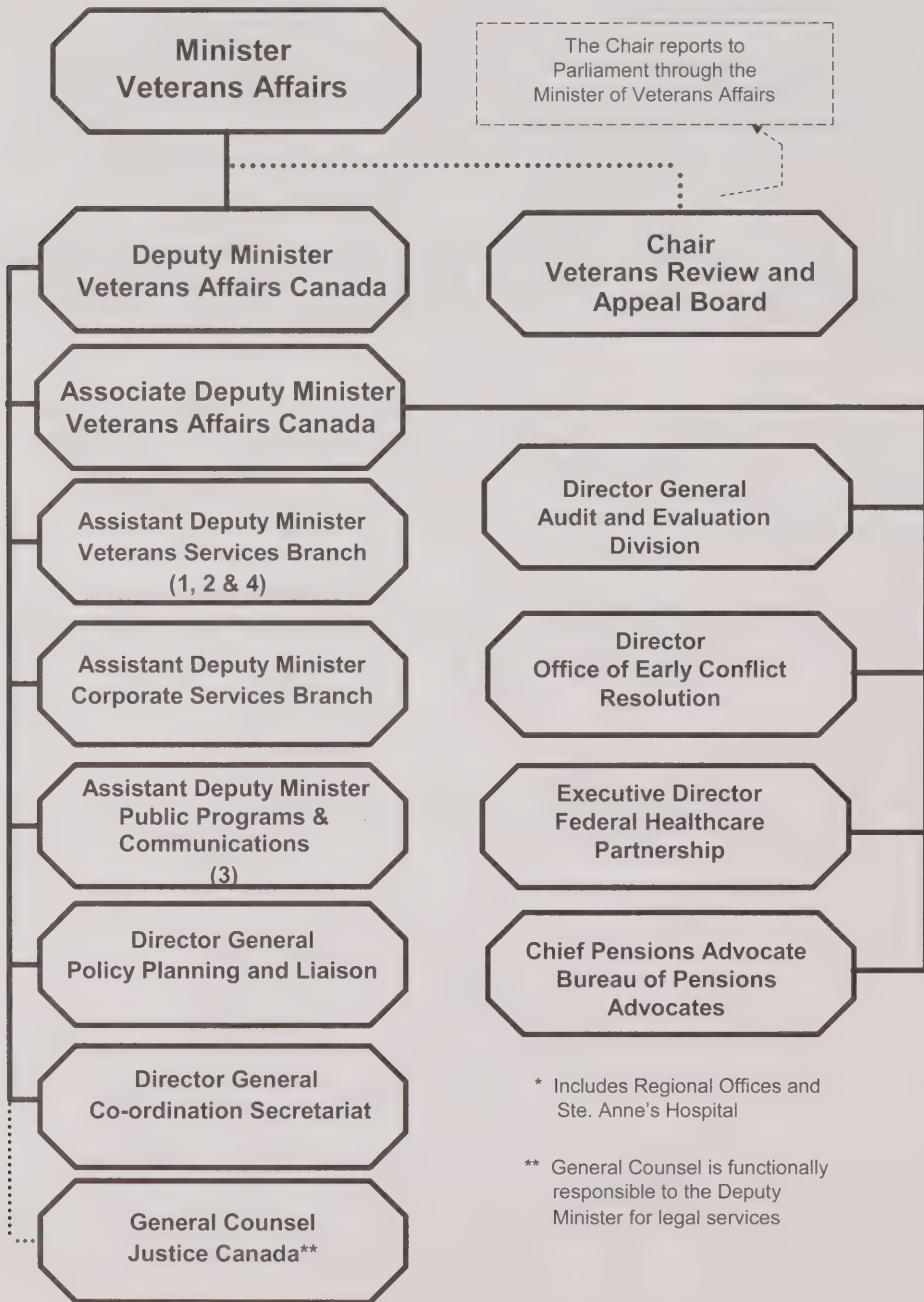 Minister
Veterans Affairs
The Chair reports to
Parliament through the
Minister of Veterans Affairs
Deputy Minister
Veterans Affairs Canada
Chair
Veterans Review and
Appeal Board
Associate Deputy Minister
Veterans Affairs Canada
Assistant Deputy Minister
Veterans Services Branch
(1, 2 & 4)
Assistant Deputy Minister
Corporate Services Branch
Assistant Deputy Minister
Public Programs &
Communications
(3)
Director General
Policy Planning and Liaison
Director General
Co-ordination Secretariat
General Counsel
Justice Canada**
Director General
Audit and Evaluation
Division
Director
Office of Early Conflict
Resolution
Executive Director
Federal Healthcare
Partnership
Chief Pensions Advocate
Bureau of Pensions
Advocates
* Includes Regional Offices and
Ste. Anne's Hospital
** General Counsel is functionally
responsible to the Deputy
Minister for legal services